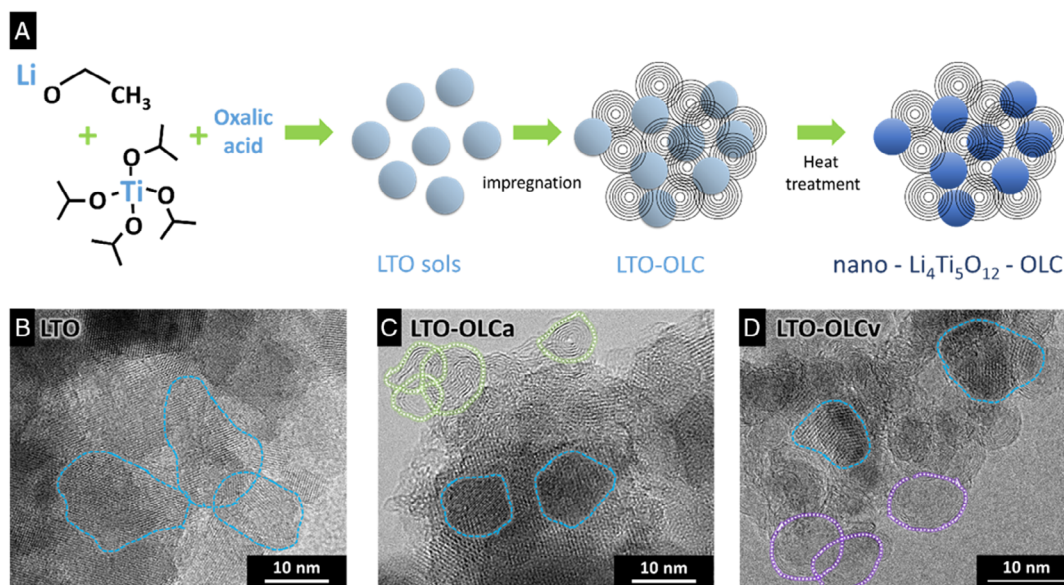 A
Li
O
CH3
+
+
Oxalic
acid
O
O
Ti
O
O
LTO sols
impregnation
LTO-OLC
Heat
treatment
nano - Li4Ti5O12 - OLC
B LTO
10 nm
C LTO-OLCa
10 nm
D LTO-OLCv
10 nm